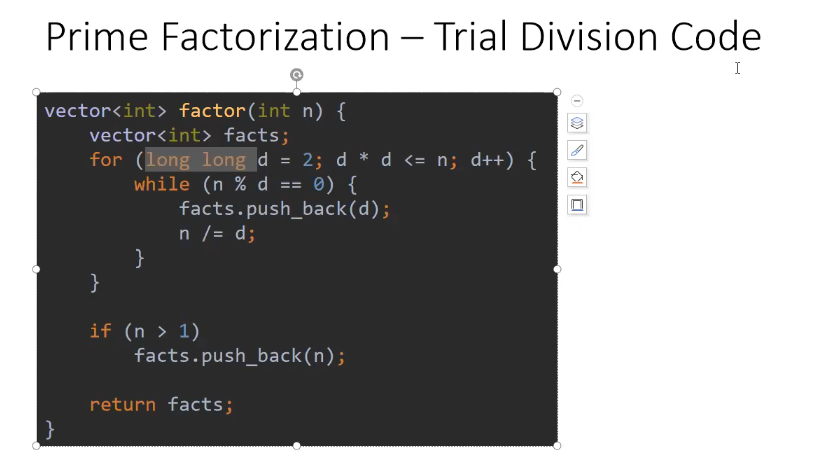 Prime Factorization – Trial Division Code
vector<int> factor(int n) {
    vector<int> facts;
    for (long long d = 2; d * d <= n; d++) {
        while (n % d == 0) {
            facts.push_back(d);
            n /= d;
        }
    }

    if (n > 1)
        facts.push_back(n);

    return facts;
}